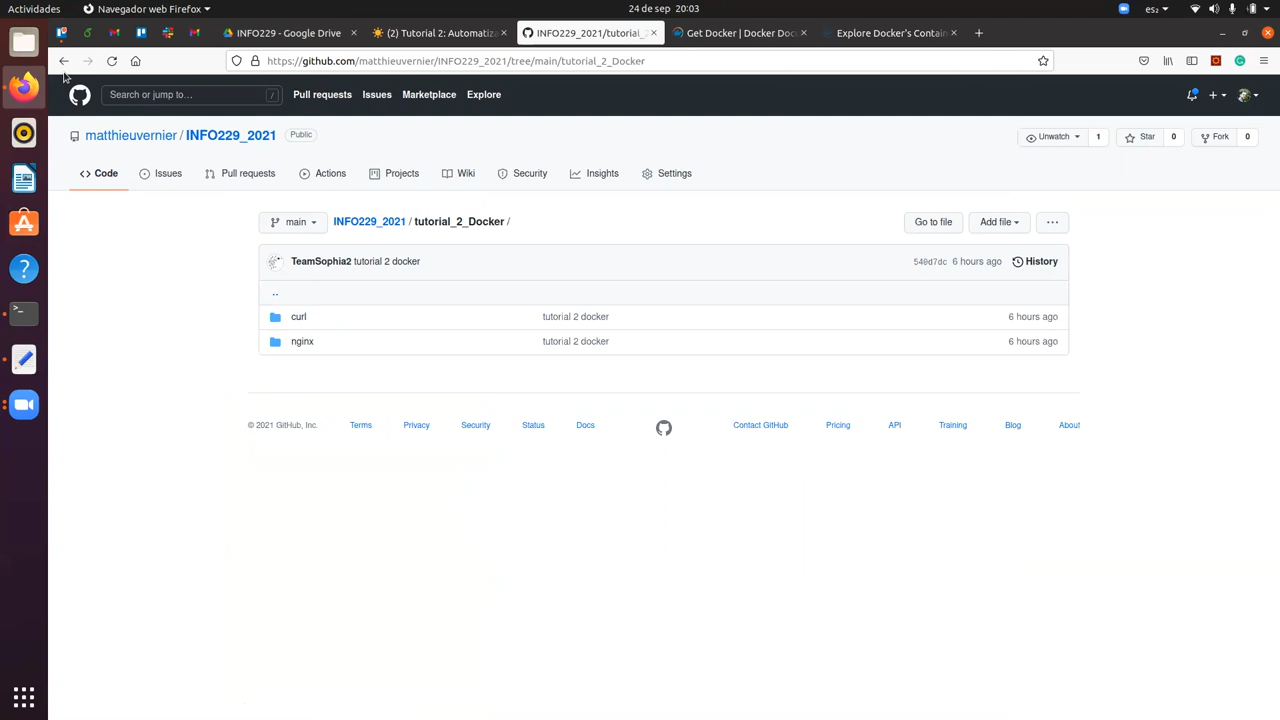 Actividades Navegador web Firefox 24 de sep 20:03 es₂
INFO229 - Google Drive (2) Tutorial 2: Automatiza INFO229_2021/tutorial_2 Get Docker | Docker Docu Explore Docker's Contain
https://github.com/matthieuvernier/INFO229_2021/tree/main/tutorial_2_Docker
Search or jump to… / Pull requests Issues Marketplace Explore
matthieuvernier / INFO229_2021 Public Unwatch 1 Star 0 Fork 0
Code Issues Pull requests Actions Projects Wiki Security Insights Settings
main INFO229_2021 / tutorial_2_Docker / Go to file Add file ...
TeamSophia2 tutorial 2 docker 540d7dc 6 hours ago History
..
curl tutorial 2 docker 6 hours ago
nginx tutorial 2 docker 6 hours ago
© 2021 GitHub, Inc. Terms Privacy Security Status Docs Contact GitHub Pricing API Training Blog About